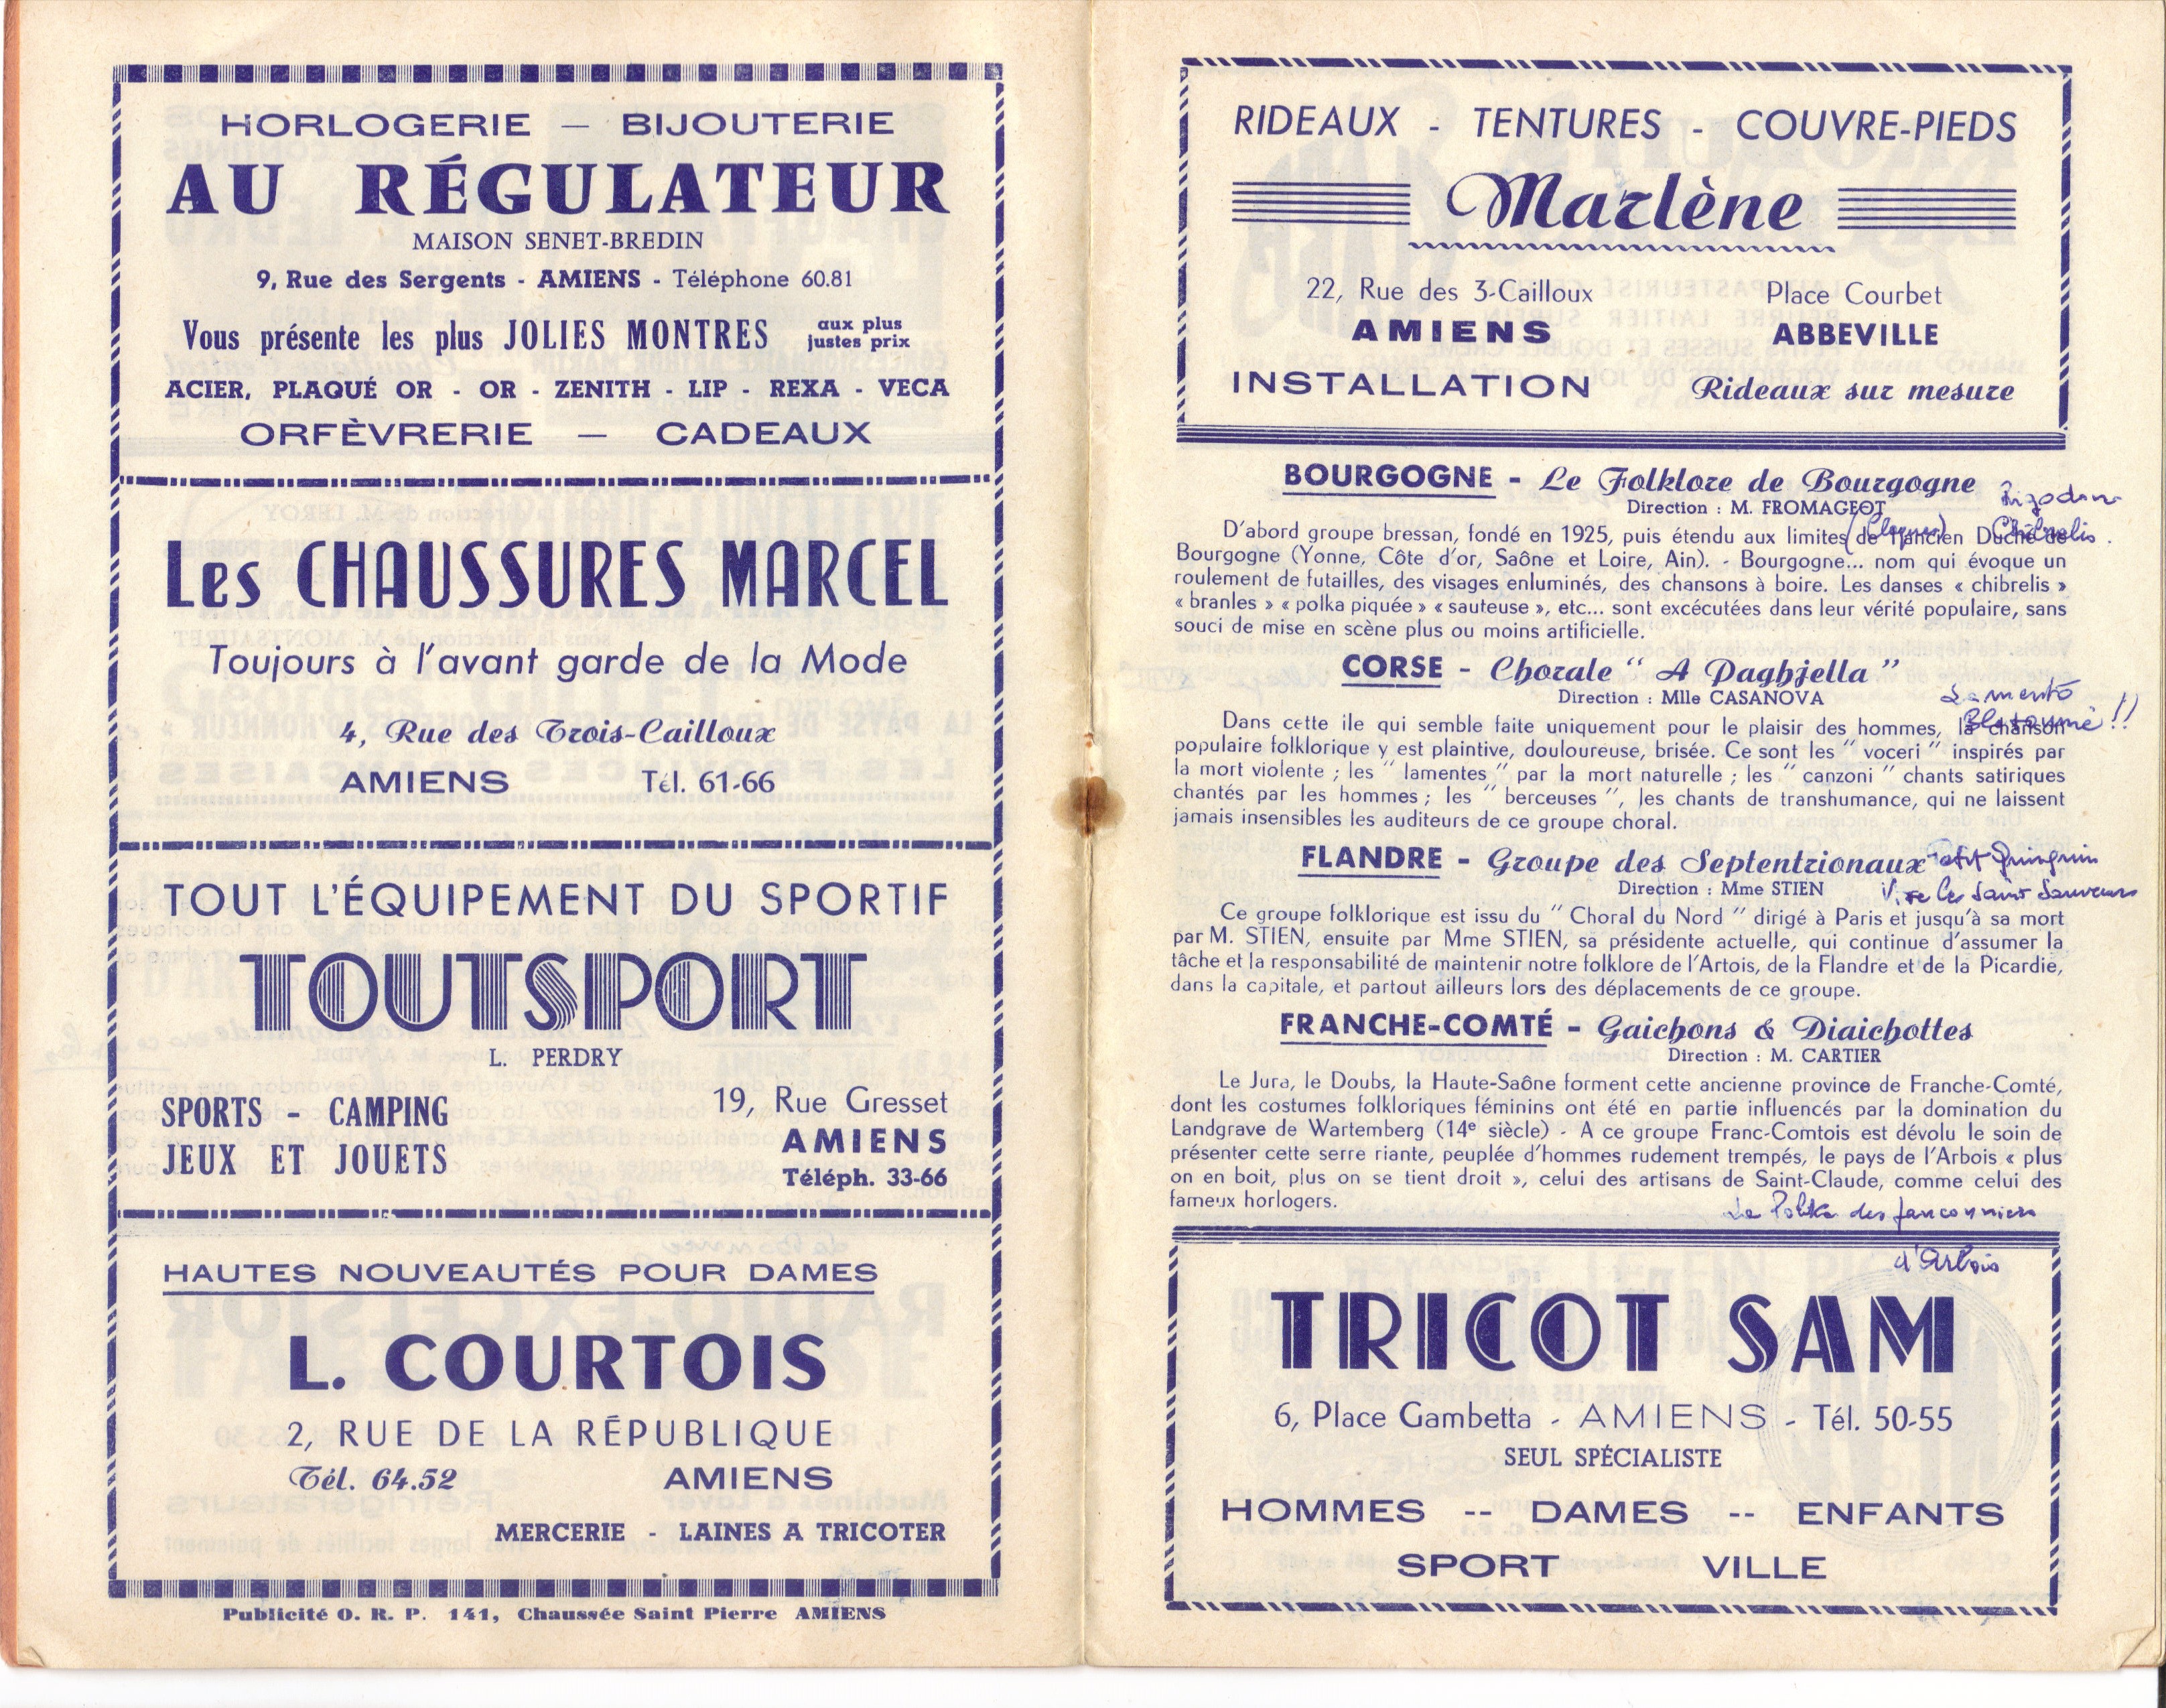 HORLOGERIE — BIJOUTERIE
AU RÉGULATEUR
MAISON SENET-BREDIN
9, Rue des Sergents - AMIENS - Téléphone 60.81
Vous présente les plus JOLIES MONTRES aux plus justes prix
ACIER, PLAQUÉ OR - OR - ZENITH - LIP - REXA - VECA
ORFÈVRERIE — CADEAUX
Les CHAUSSURES MARCEL
Toujours à l'avant garde de la Mode
4, Rue des Trois-Cailloux
AMIENS Tél. 61-66
TOUT L'ÉQUIPEMENT DU SPORTIF
TOUTSPORT
L. PERDRY
SPORTS - CAMPING
JEUX ET JOUETS
19, Rue Gresset
AMIENS
Téléph. 33-66
HAUTES NOUVEAUTÉS POUR DAMES
L. COURTOIS
2, RUE DE LA RÉPUBLIQUE
Tél. 64.52 AMIENS
MERCERIE - LAINES A TRICOTER
Publicité O. R. P. 141, Chaussée Saint Pierre AMIENS
RIDEAUX - TENTURES - COUVRE-PIEDS
Marlène
22, Rue des 3-Cailloux Place Courbet
AMIENS ABBEVILLE
INSTALLATION Rideaux sur mesure
BOURGOGNE - Le Folklore de Bourgogne
Rigodon
Direction : M. FROMAGEOT
Chibrelis
D'abord groupe bressan, fondé en 1925, puis étendu aux limites de l'ancien Duché de
Bourgogne (Yonne, Côte d'or, Saône et Loire, Ain). - Bourgogne... nom qui évoque un
roulement de futailles, des visages enluminés, des chansons à boire. Les danses « chibrelis »
« branles » « polka piquée » « sauteuse », etc... sont excécutées dans leur vérité populaire, sans
souci de mise en scène plus ou moins artificielle.
CORSE - Chorale “ A Paghjella ”
Direction : Mlle CASANOVA
Lamento
Dans cette ile qui semble faite uniquement pour le plaisir des hommes, la chanson
populaire folklorique y est plaintive, douloureuse, brisée. Ce sont les “ voceri ” inspirés par
la mort violente ; les “ lamentes ” par la mort naturelle ; les “ canzoni ” chants satiriques
chantés par les hommes ; les “ berceuses ”, les chants de transhumance, qui ne laissent
jamais insensibles les auditeurs de ce groupe choral.
FLANDRE - Groupe des Septentrionaux
Petit Quinquin
Direction : Mme STIEN
Vive les Saint Sauveurs
Ce groupe folklorique est issu du “ Choral du Nord ” dirigé à Paris et jusqu'à sa mort
par M. STIEN, ensuite par Mme STIEN, sa présidente actuelle, qui continue d'assumer la
tâche et la responsabilité de maintenir notre folklore de l'Artois, de la Flandre et de la Picardie,
dans la capitale, et partout ailleurs lors des déplacements de ce groupe.
FRANCHE-COMTÉ - Gaichons & Diaichottes
Direction : M. CARTIER
Le Jura, le Doubs, la Haute-Saône forment cette ancienne province de Franche-Comté,
dont les costumes folkloriques féminins ont été en partie influencés par la domination du
Landgrave de Wartemberg (14e siècle) - A ce groupe Franc-Comtois est dévolu le soin de
présenter cette serre riante, peuplée d'hommes rudement trempés, le pays de l'Arbois « plus
on en boit, plus on se tient droit », celui des artisans de Saint-Claude, comme celui des
fameux horlogers.
La Polka des
d'Arbois
TRICOT SAM
6, Place Gambetta - AMIENS - Tél. 50-55
SEUL SPÉCIALISTE
HOMMES -- DAMES -- ENFANTS
SPORT VILLE